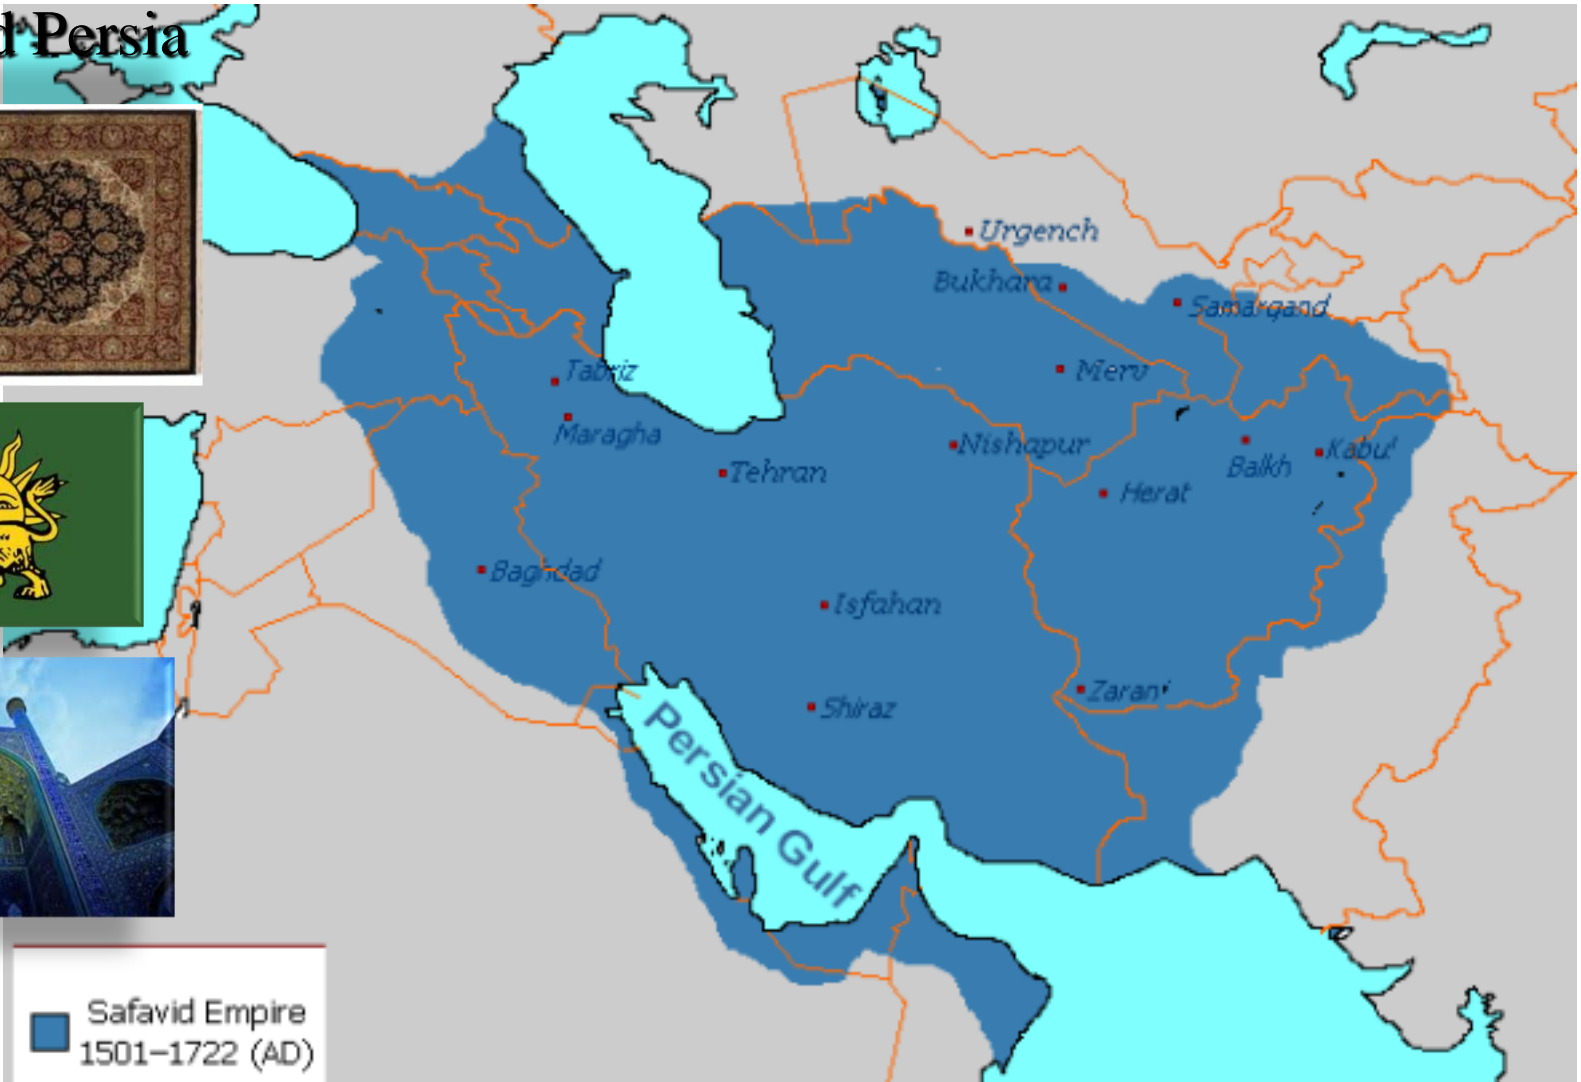 d Persia
Urgench
Bukhara
Samarqand
Tabriz
Merv
Maragha
Nishapur
Kabul
Balkh
Tehran
Herat
Baghdad
Isfahan
Zaranj
Shiraz
Persian Gulf
Safavid Empire
1501–1722 (AD)